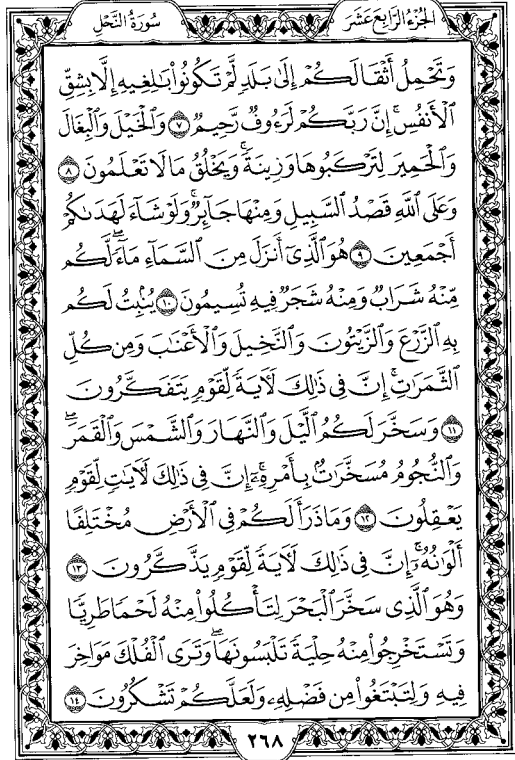 الجزء الرابع عشر
سورة النحل
وَتَحْمِلُ أَثْقَالَكُمْ إِلَىٰ بَلَدٍ لَّمْ تَكُونُوا۟ بَٰلِغِيهِ إِلَّا بِشِقِّ
ٱلْأَنفُسِ ۚ إِنَّ رَبَّكُمْ لَرَءُوفٌ رَّحِيمٌ ٧ وَٱلْخَيْلَ وَٱلْبِغَالَ
وَٱلْحَمِيرَ لِتَرْكَبُوهَا وَزِينَةً ۚ وَيَخْلُقُ مَا لَا تَعْلَمُونَ ٨
وَعَلَى ٱللَّهِ قَصْدُ ٱلسَّبِيلِ وَمِنْهَا جَآئِرٌ ۚ وَلَوْ شَآءَ لَهَدَىٰكُمْ
أَجْمَعِينَ ٩ هُوَ ٱلَّذِىٓ أَنزَلَ مِنَ ٱلسَّمَآءِ مَآءً ۖ لَّكُم
مِّنْهُ شَرَابٌ وَمِنْهُ شَجَرٌ فِيهِ تُسِيمُونَ ١٠ يُنۢبِتُ لَكُم
بِهِ ٱلزَّرْعَ وَٱلزَّيْتُونَ وَٱلنَّخِيلَ وَٱلْأَعْنَٰبَ وَمِن كُلِّ
ٱلثَّمَرَٰتِ ۗ إِنَّ فِى ذَٰلِكَ لَءَايَةً لِّقَوْمٍ يَتَفَكَّرُونَ
١١ وَسَخَّرَ لَكُمُ ٱلَّيْلَ وَٱلنَّهَارَ وَٱلشَّمْسَ وَٱلْقَمَرَ ۖ
وَٱلنُّجُومُ مُسَخَّرَٰتٌۢ بِأَمْرِهِۦٓ ۗ إِنَّ فِى ذَٰلِكَ لَءَايَٰتٍ لِّقَوْمٍ
يَعْقِلُونَ ١٢ وَمَا ذَرَأَ لَكُمْ فِى ٱلْأَرْضِ مُخْتَلِفًا
أَلْوَٰنُهُۥٓ ۗ إِنَّ فِى ذَٰلِكَ لَءَايَةً لِّقَوْمٍ يَذَّكَّرُونَ ١٣
وَهُوَ ٱلَّذِى سَخَّرَ ٱلْبَحْرَ لِتَأْكُلُوا۟ مِنْهُ لَحْمًا طَرِيًّا
وَتَسْتَخْرِجُوا۟ مِنْهُ حِلْيَةً تَلْبَسُونَهَا ۖ وَتَرَى ٱلْفُلْكَ مَوَاخِرَ
فِيهِ وَلِتَبْتَغُوا۟ مِن فَضْلِهِۦ وَلَعَلَّكُمْ تَشْكُرُونَ ١٤
٢٦٨